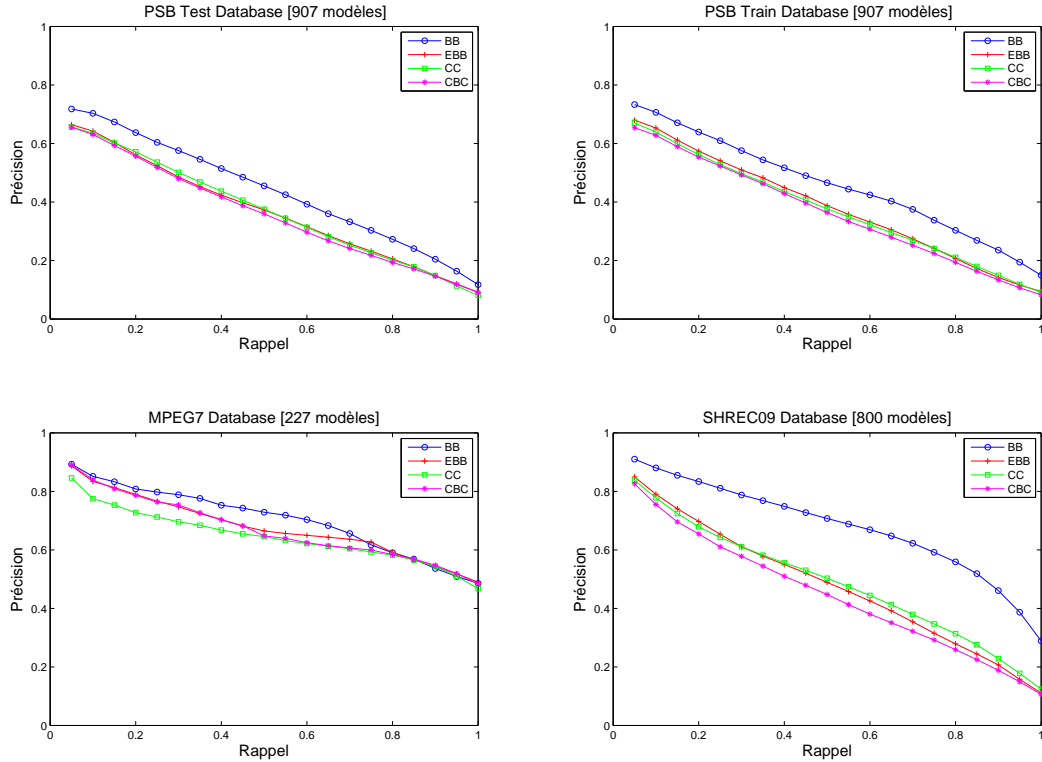 PSB Test Database [907 modèles]
Précision
1
0.8
0.6
0.4
0.2
0
0 0.2 0.4 0.6 0.8 1
Rappel
BB
EBB
CC
CBC
PSB Train Database [907 modèles]
Précision
1
0.8
0.6
0.4
0.2
0
0 0.2 0.4 0.6 0.8 1
Rappel
BB
EBB
CC
CBC
MPEG7 Database [227 modèles]
Précision
1
0.8
0.6
0.4
0.2
0
0 0.2 0.4 0.6 0.8 1
Rappel
BB
EBB
CC
CBC
SHREC09 Database [800 modèles]
Précision
1
0.8
0.6
0.4
0.2
0
0 0.2 0.4 0.6 0.8 1
Rappel
BB
EBB
CC
CBC